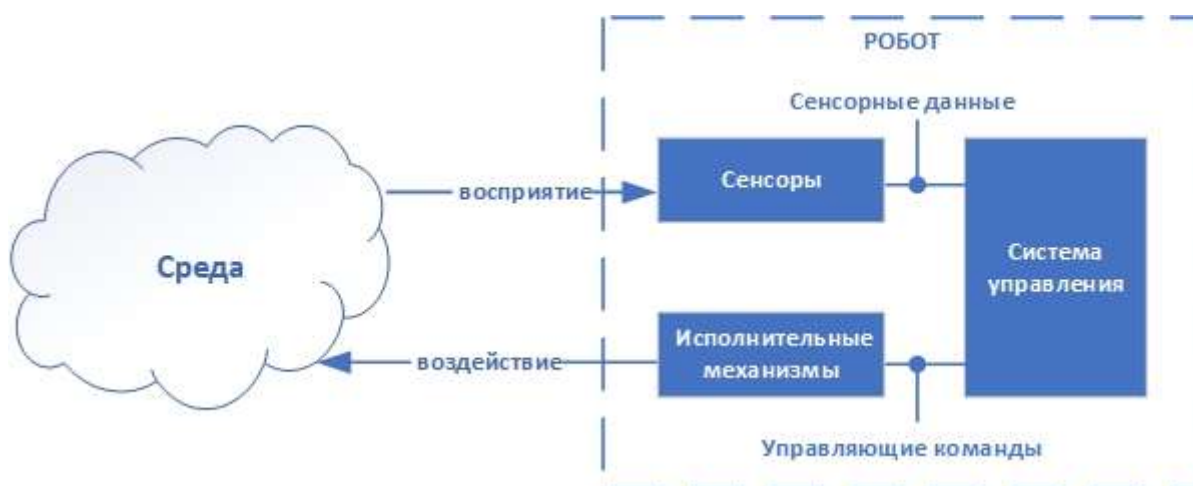 РОБОТ
Сенсорные данные
восприятие
Сенсоры
Среда
Система
управления
воздействие
Исполнительные
механизмы
Управляющие команды